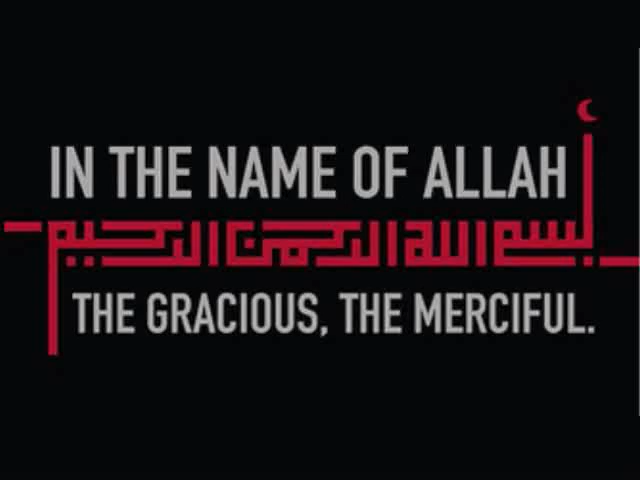 IN THE NAME OF ALLAH
بسم الله الرحمن الرحيم
THE GRACIOUS, THE MERCIFUL.